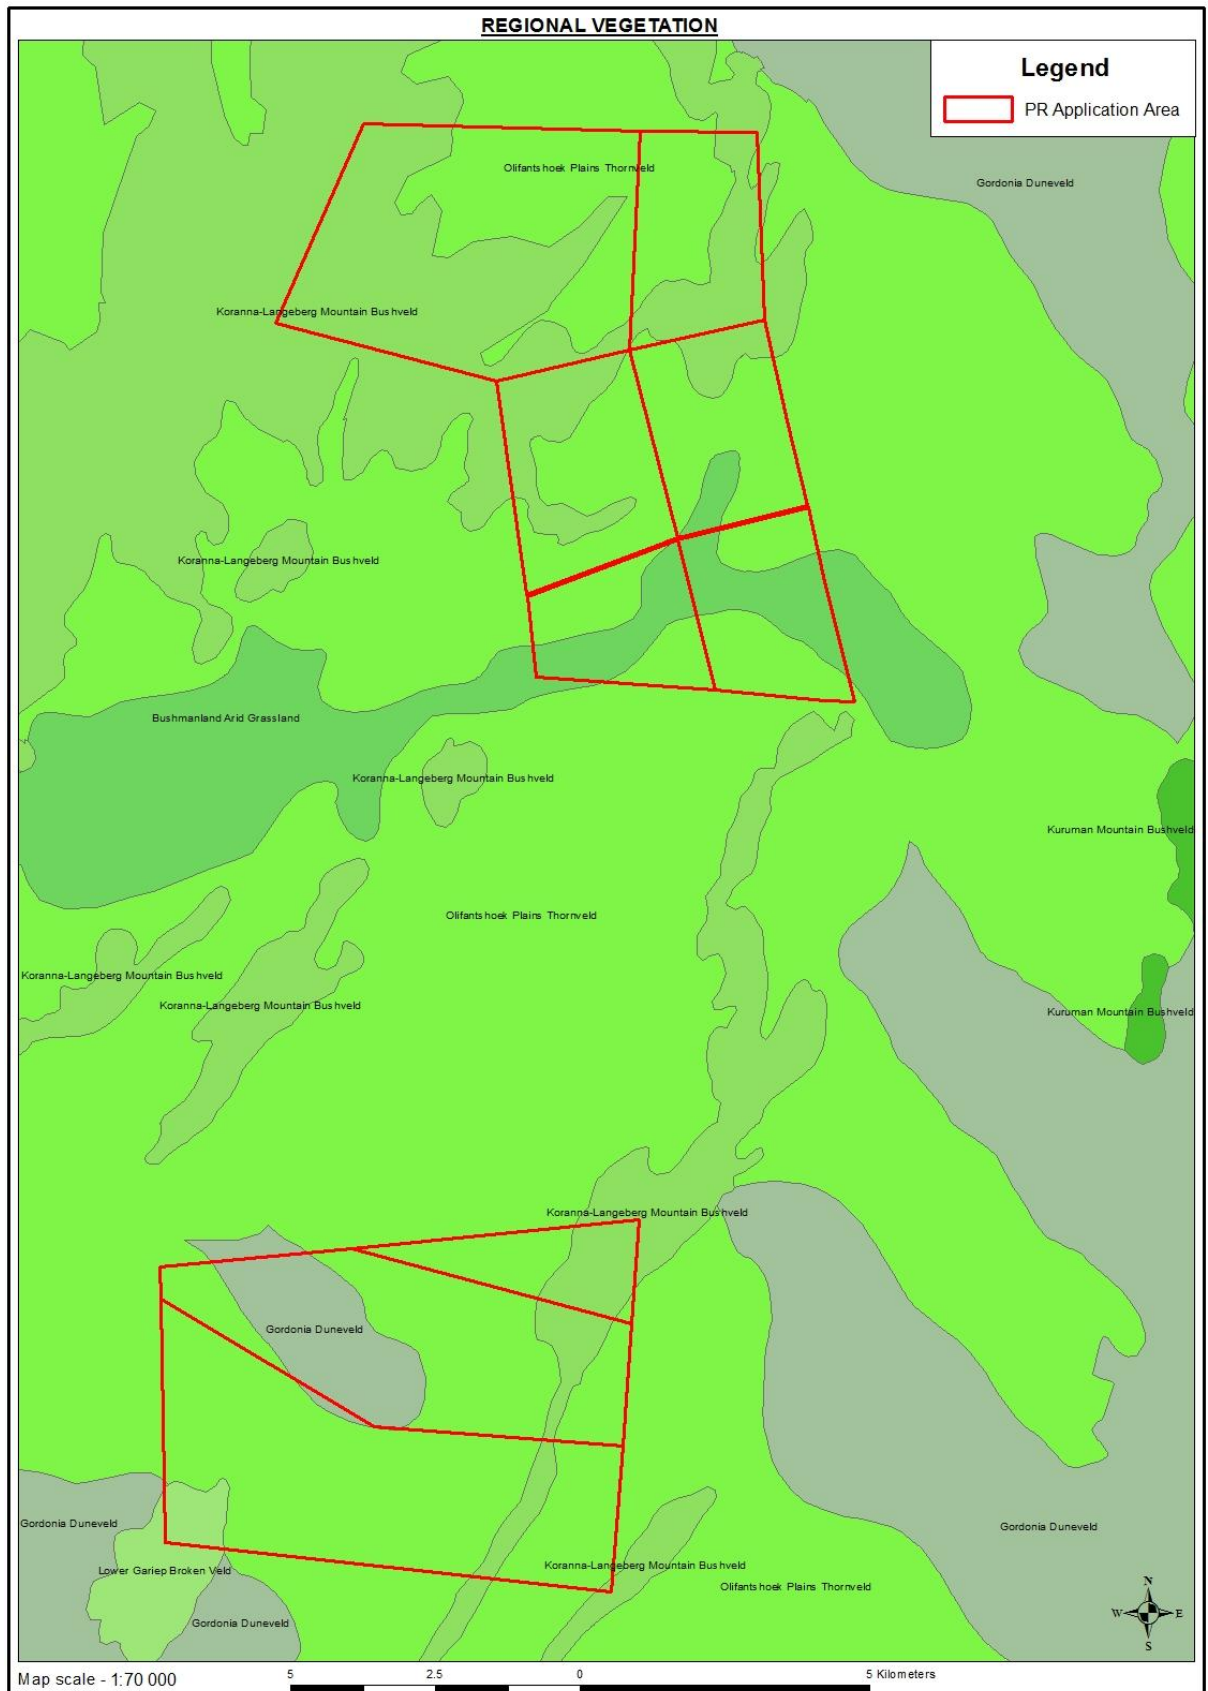 REGIONAL VEGETATION
Legend
PR Application Area
Olifantshoek Plains Thornveld
Gordonia Duneveld
Koranna-Langeberg Mountain Bushveld
Koranna-Langeberg Mountain Bushveld
Bushmanland Arid Grassland
Koranna-Langeberg Mountain Bushveld
Kuruman Mountain Bushveld
Olifantshoek Plains Thornveld
Koranna-Langeberg Mountain Bushveld
Koranna-Langeberg Mountain Bushveld
Kuruman Mountain Bushveld
Koranna-Langeberg Mountain Bushveld
Gordonia Duneveld
Gordonia Duneveld
Gordonia Duneveld
Koranna-Langeberg Mountain Bushveld
Lower Gariep Broken Veld
Olifantshoek Plains Thornveld
Gordonia Duneveld
N
W E
S
Map scale - 1:70 000
5 2.5 0 5 Kilometers